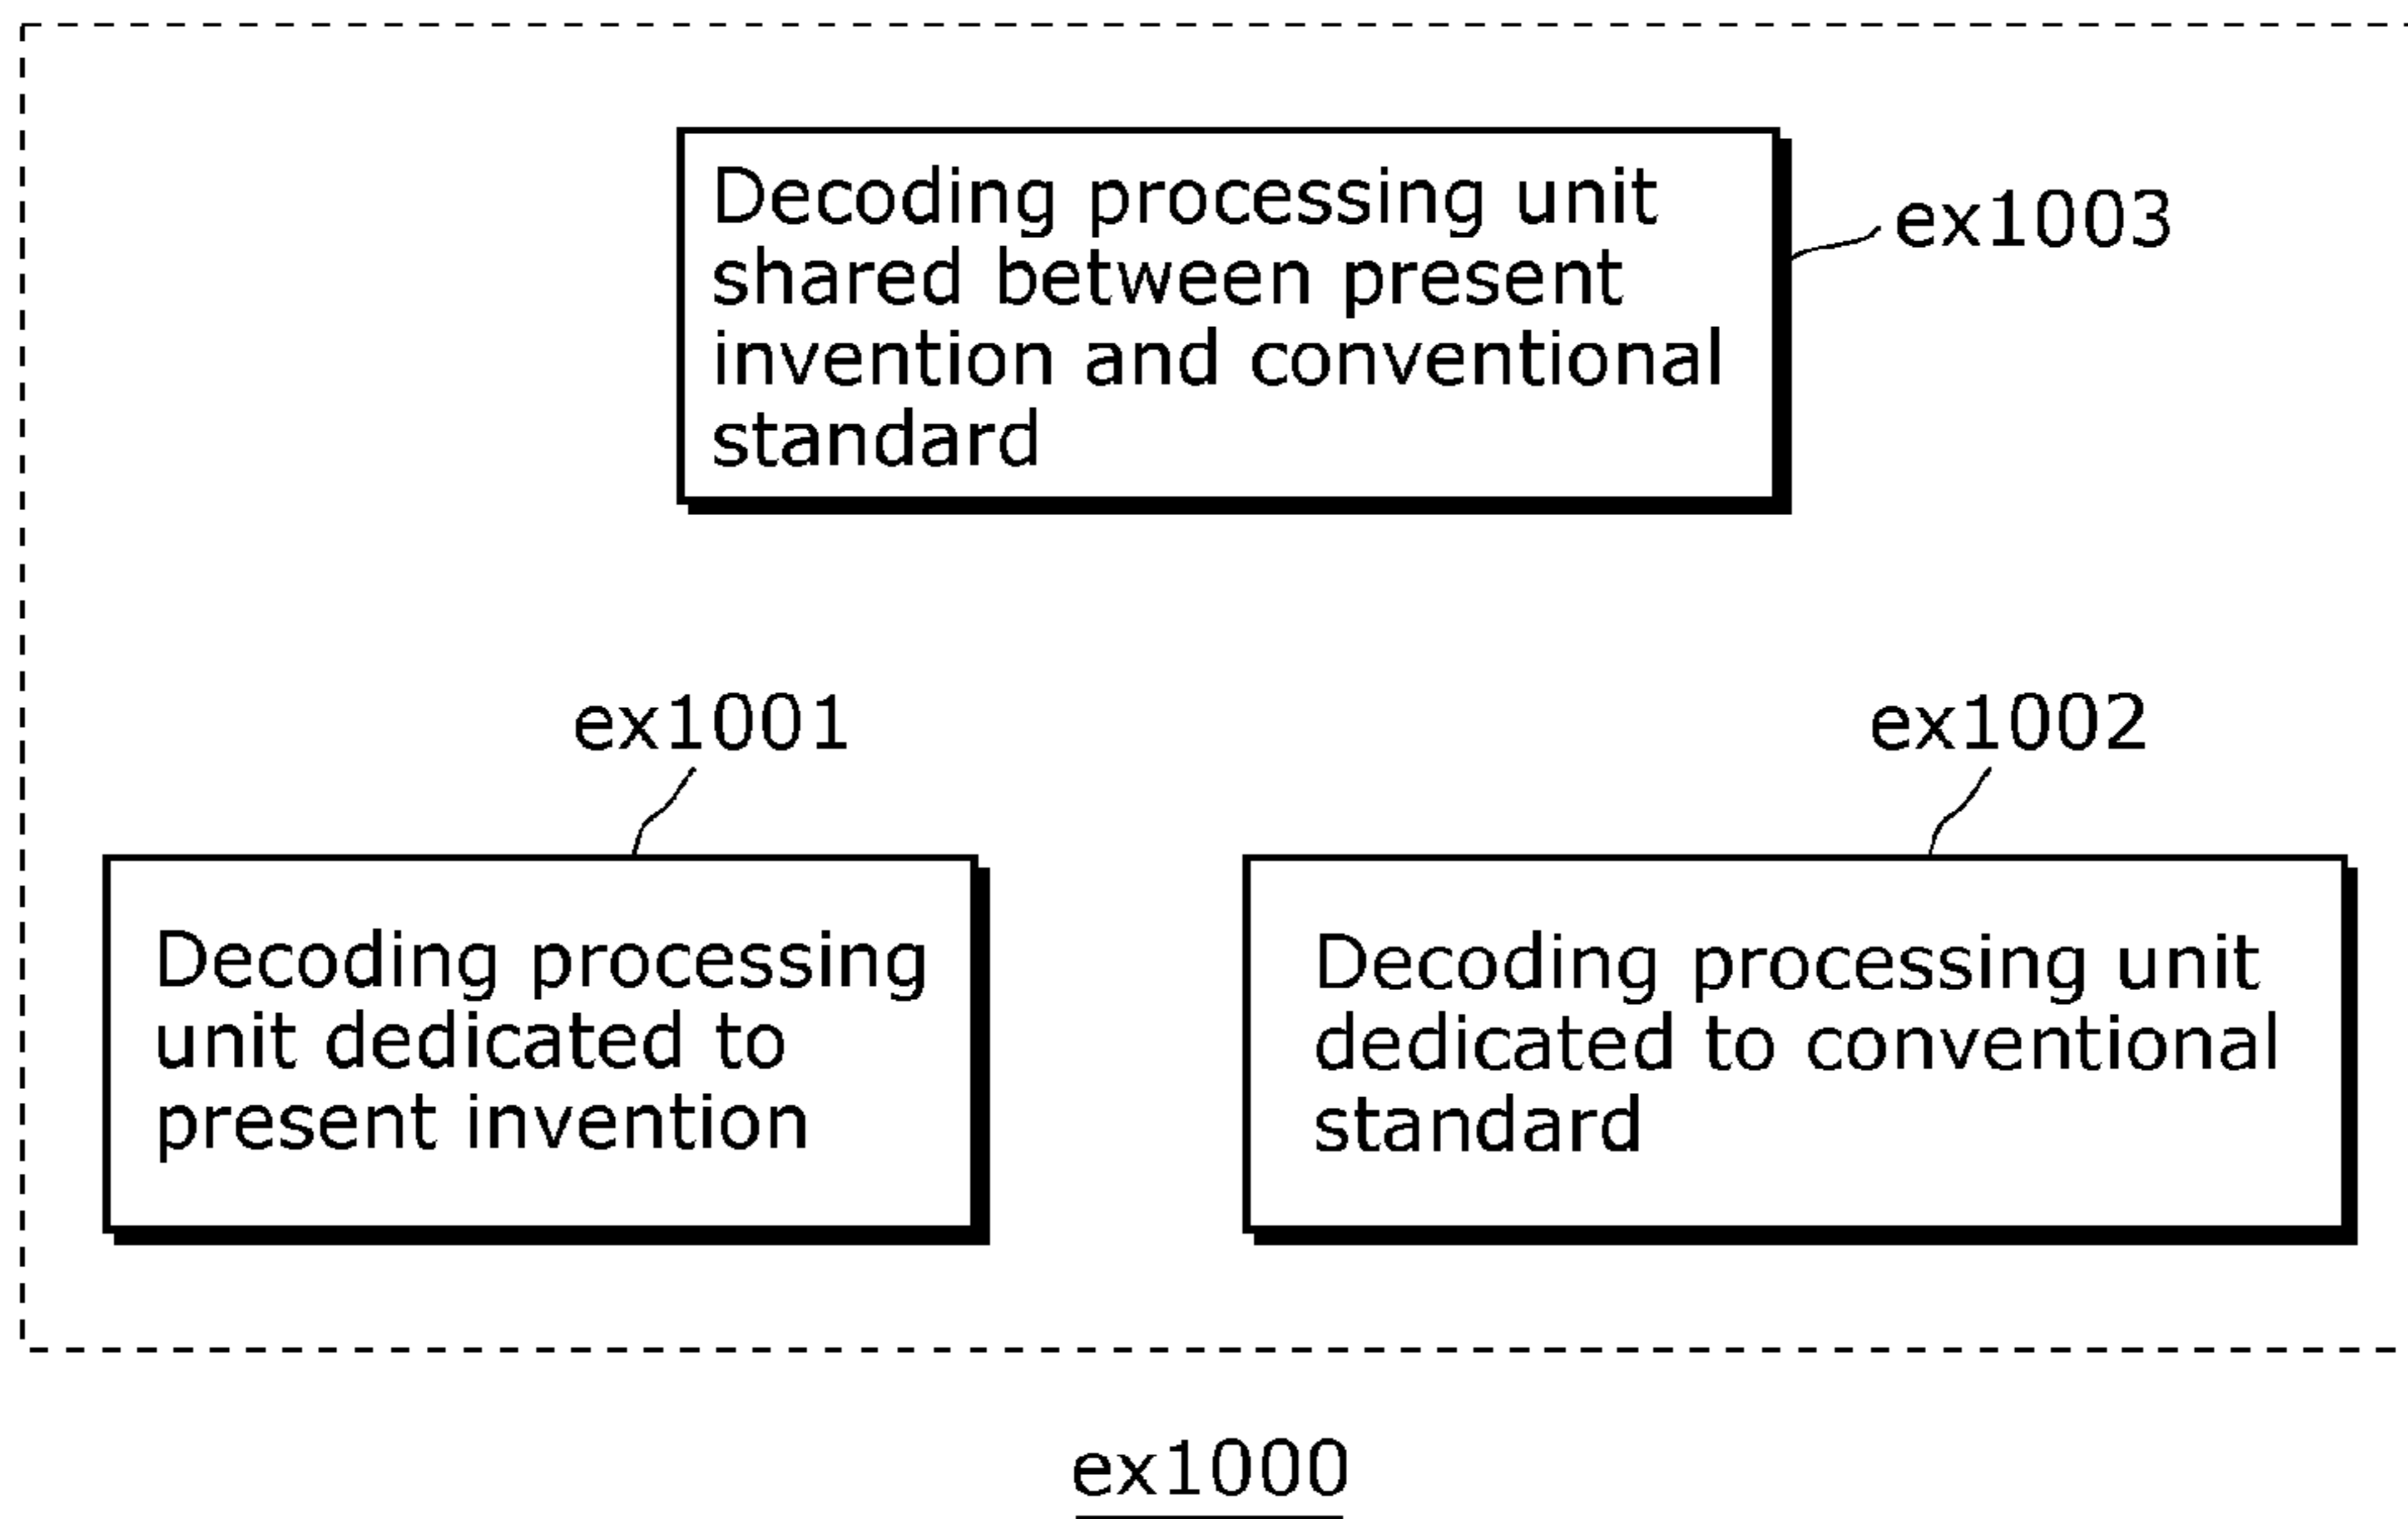 Decoding processing unit
shared between present
invention and conventional
standard
ex1003
ex1001
ex1002
Decoding processing
unit dedicated to
present invention
Decoding processing unit
dedicated to conventional
standard
ex1000